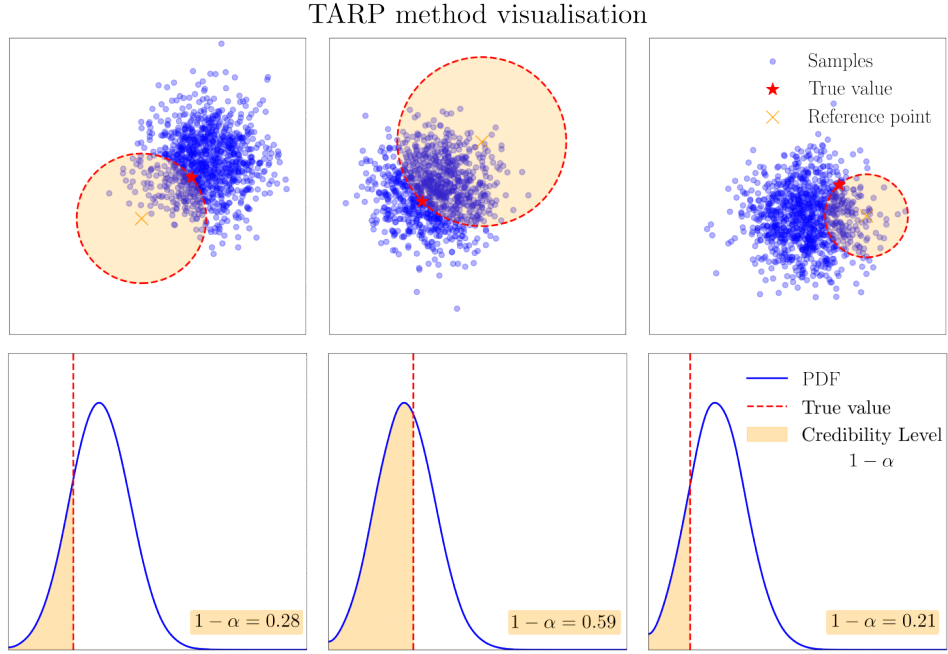 TARP method visualisation
Samples
True value
Reference point
PDF
True value
Credibility Level
1 − α
1 − α = 0.28
1 − α = 0.59
1 − α = 0.21